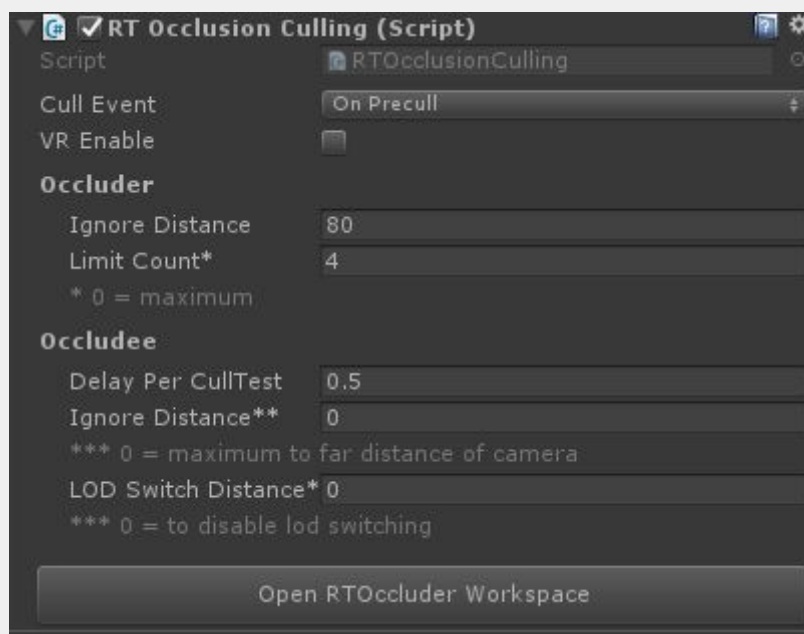 RT Occlusion Culling (Script)
Script RTOcclusionCulling
Cull Event On Precull
VR Enable
Occluder
Ignore Distance 80
Limit Count* 4
* 0 = maximum
Occludee
Delay Per CullTest 0.5
Ignore Distance** 0
*** 0 = maximum to far distance of camera
LOD Switch Distance* 0
*** 0 = to disable lod switching
Open RTOccluder Workspace